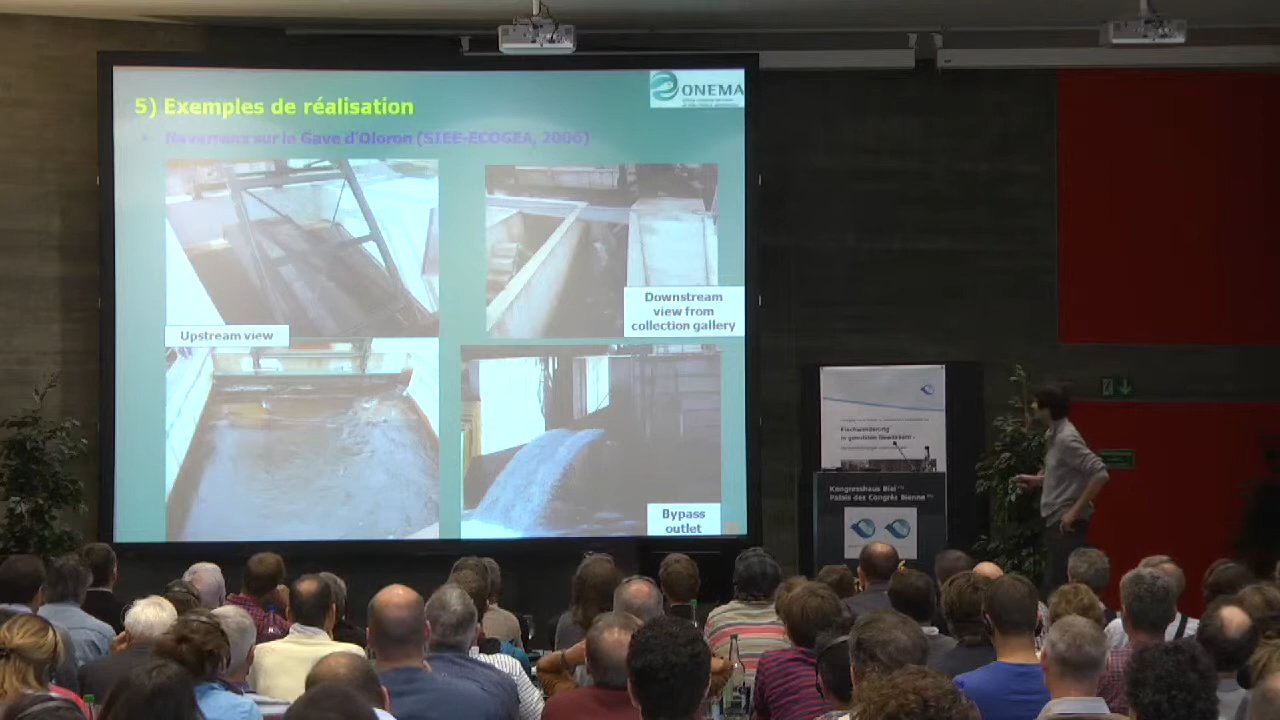 5) Exemples de réalisation
ONEMA
Navarrenx sur le Gave d'Oloron (SIEE-ECOGEA, 2006)
Upstream view
Downstream
view from
collection gallery
Bypass
outlet
Fischwanderung
Kongresshaus Biel
Palais des Congrès Bienne